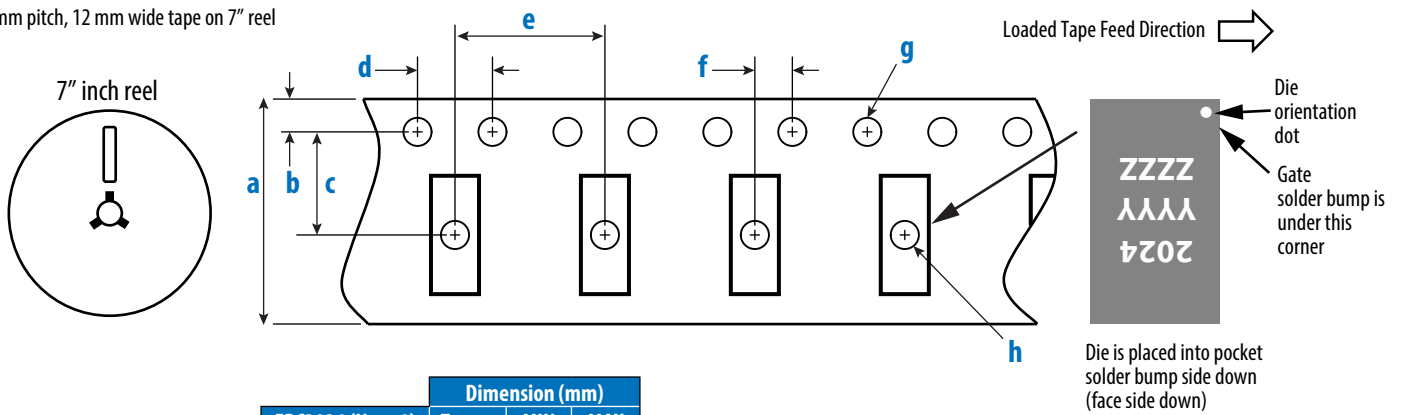 mm pitch, 12 mm wide tape on 7” reel
7” inch reel
a
b
c
d
e
f
g
h
Loaded Tape Feed Direction
Die
orientation
dot
Gate
solder bump is
under this
corner
2024
YYYY
ZZZZ
Die is placed into pocket
solder bump side down
(face side down)
Dimension (mm)